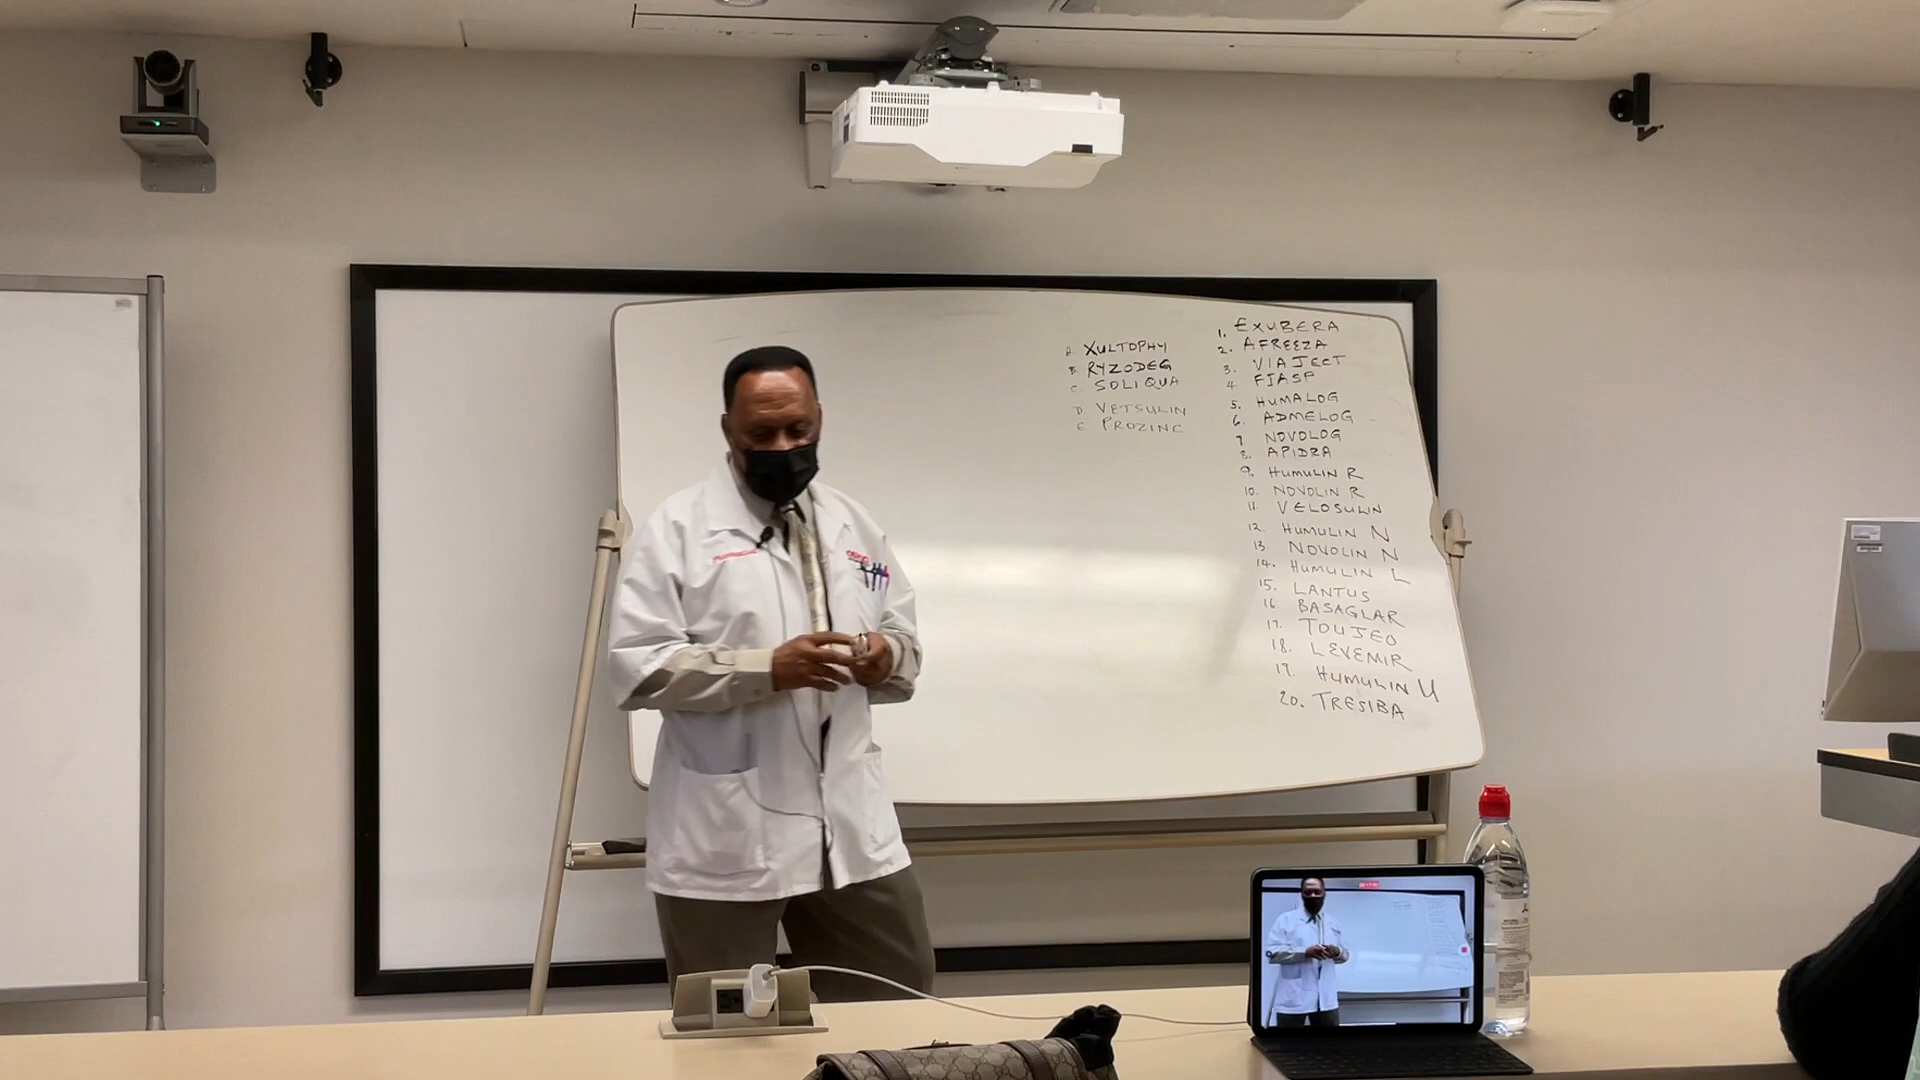 A. XULTOPHY
B. RYZODEG
C. SOLIQUA
D. VETSULIN
E PROZINC
1. EXUBERA
2. AFREEZA
3. VIAJECT
4 FIASP
5. HUMALOG
6. ADMELOG
7 NOVOLOG
8. APIDRA
9. HUMULIN R
10. NOVOLIN R
11 VELOSULIN
12. HUMULIN N
13. NOVOLIN N
14. HUMULIN L
15. LANTUS
16 BASAGLAR
17. TOUJEO
18. LEVEMIR
19. HUMULIN U
20. TRESIBA